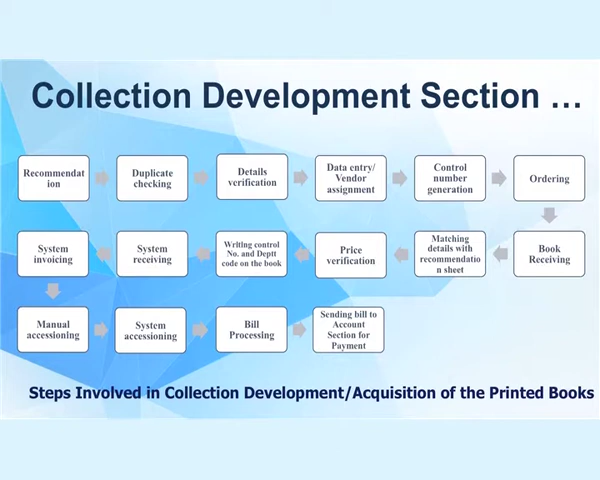 Collection Development Section ...
Recommendat
ion
Duplicate
checking
Details
verification
Data entry/
Vendor
assignment
Control
number
generation
Ordering
Book
Receiving
Matching
details with
recommendatio
n sheet
Price
verification
Writing control
No. and Deptt
code on the book
System
receiving
System
invoicing
Manual
accessioning
System
accessioning
Bill
Processing
Sending bill to
Account
Section for
Payment
Steps Involved in Collection Development/Acquisition of the Printed Books